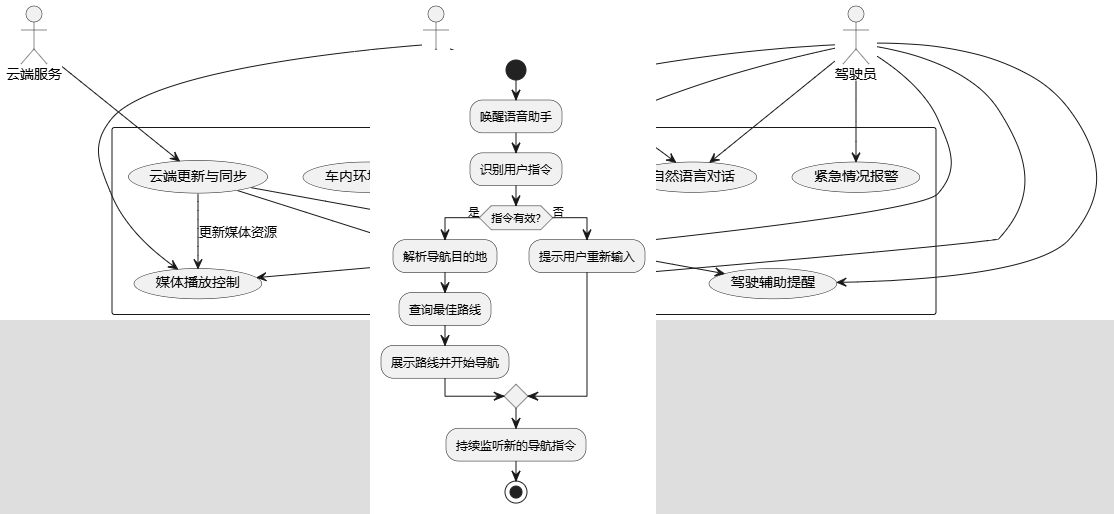 云端服务
驾驶员
唤醒语音助手
云端更新与同步
车内环
识别用户指令
自然语言对话
紧急情况报警
是
指令有效?
否
更新媒体资源
解析导航目的地
提示用户重新输入
媒体播放控制
驾驶辅助提醒
查询最佳路线
展示路线并开始导航
持续监听新的导航指令